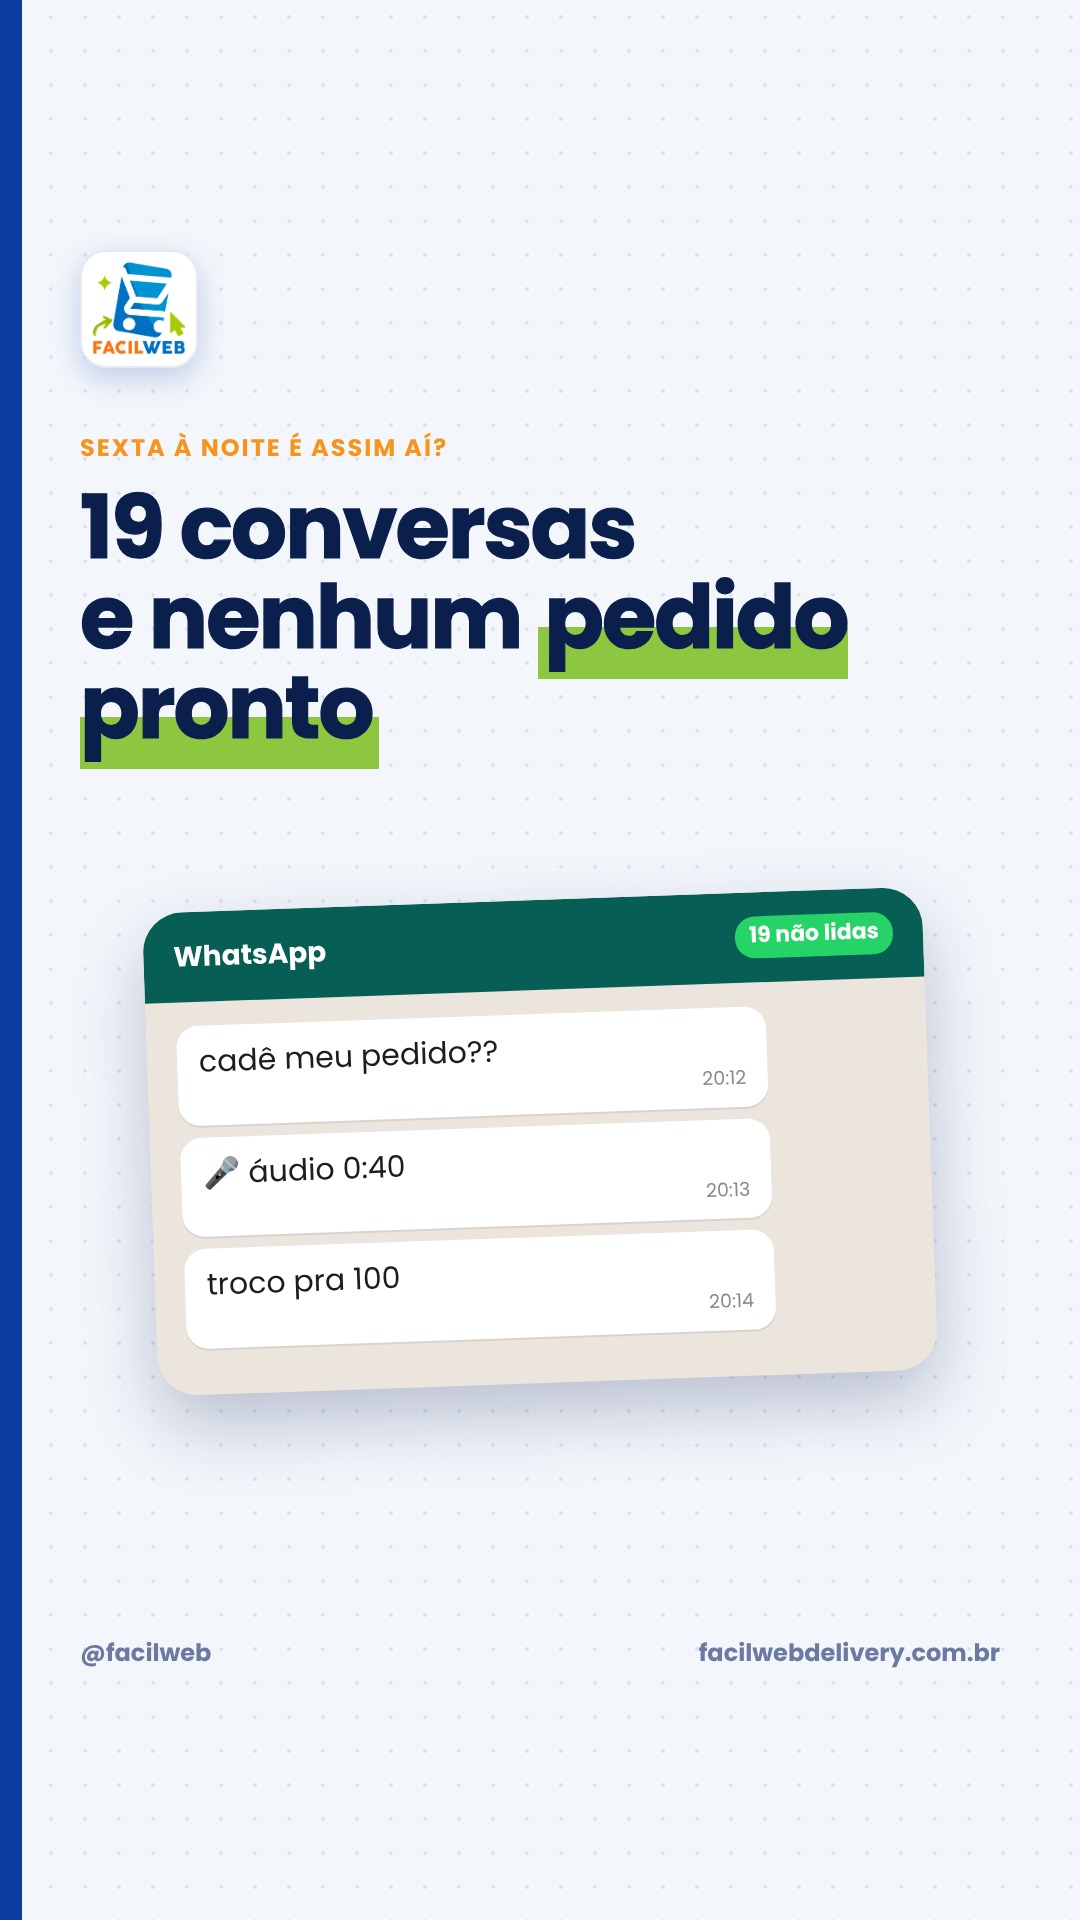 FACILWEB
SEXTA À NOITE É ASSIM AÍ?
19 conversas
e nenhum pedido
pronto
WhatsApp
19 não lidas
cadê meu pedido??
20:12
🎤 áudio 0:40
20:13
troco pra 100
20:14
@facilweb
facilwebdelivery.com.br